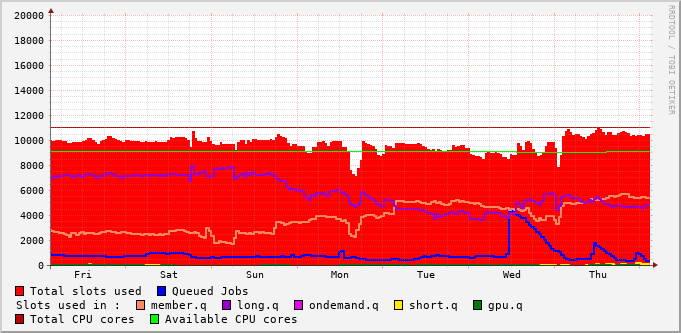 RRDTOOL / TOBI OETIKER
20000
18000
16000
14000
12000
10000
8000
6000
4000
2000
0
Fri Sat Sun Mon Tue Wed Thu
Total slots used Queued Jobs
Slots used in : member.q long.q ondemand.q short.q gpu.q
Total CPU cores Available CPU cores